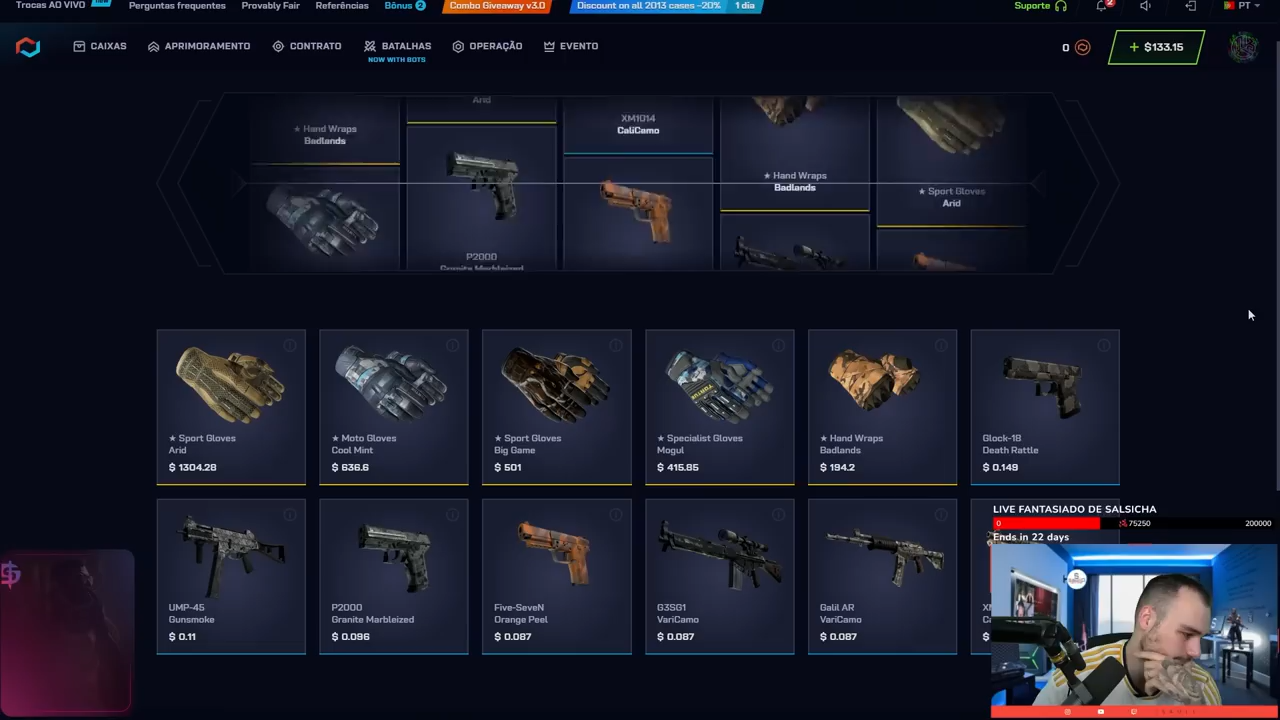 Trocas AO VIVO
Perguntas frequentes
Provably Fair
Referências
Bônus 2
Combo Giveaway v3.0
Discount on all 2013 cases -20%
1 dia
Suporte
2
PT
CAIXAS
APRIMORAMENTO
CONTRATO
BATALHAS
NOW WITH BOTS
OPERAÇÃO
EVENTO
0
+ $133.15
★ Hand Wraps
Badlands
Arid
P2000
Granite Marbleized
XM1014
CaliCamo
★ Hand Wraps
Badlands
★ Sport Gloves
Arid
★ Sport Gloves
Arid
$ 1304.28
★ Moto Gloves
Cool Mint
$ 636.6
★ Sport Gloves
Big Game
$ 501
★ Specialist Gloves
Mogul
$ 415.85
★ Hand Wraps
Badlands
$ 194.2
Glock-18
Death Rattle
$ 0.149
UMP-45
Gunsmoke
$ 0.11
P2000
Granite Marbleized
$ 0.096
Five-SeveN
Orange Peel
$ 0.087
G3SG1
VariCamo
$ 0.087
Galil AR
VariCamo
$ 0.087
$
LIVE FANTASIADO DE SALSICHA
0
75250
200000
Ends in 22 days